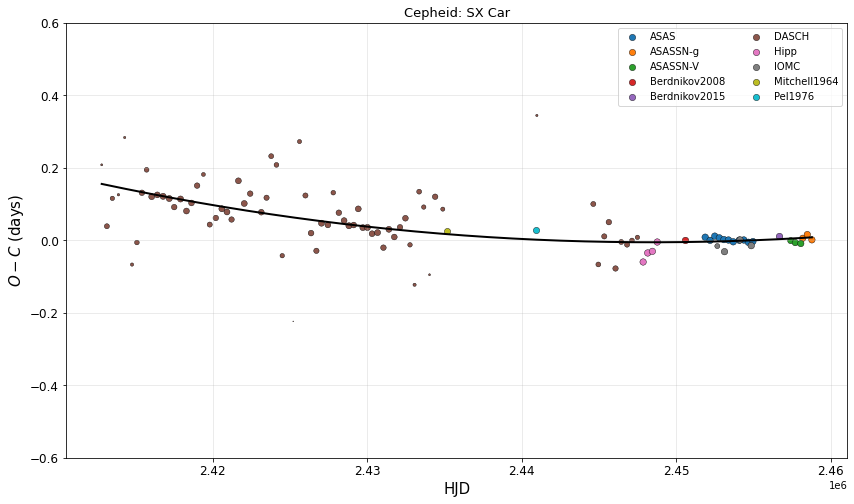 Cepheid: SX Car
0.6
0.4
0.2
0.0
−0.2
−0.4
−0.6
O − C (days)
ASAS
ASASSN-g
ASASSN-V
Berdnikov2008
Berdnikov2015
DASCH
Hipp
IOMC
Mitchell1964
Pel1976
2.42
2.43
2.44
2.45
2.46
1e6
HJD